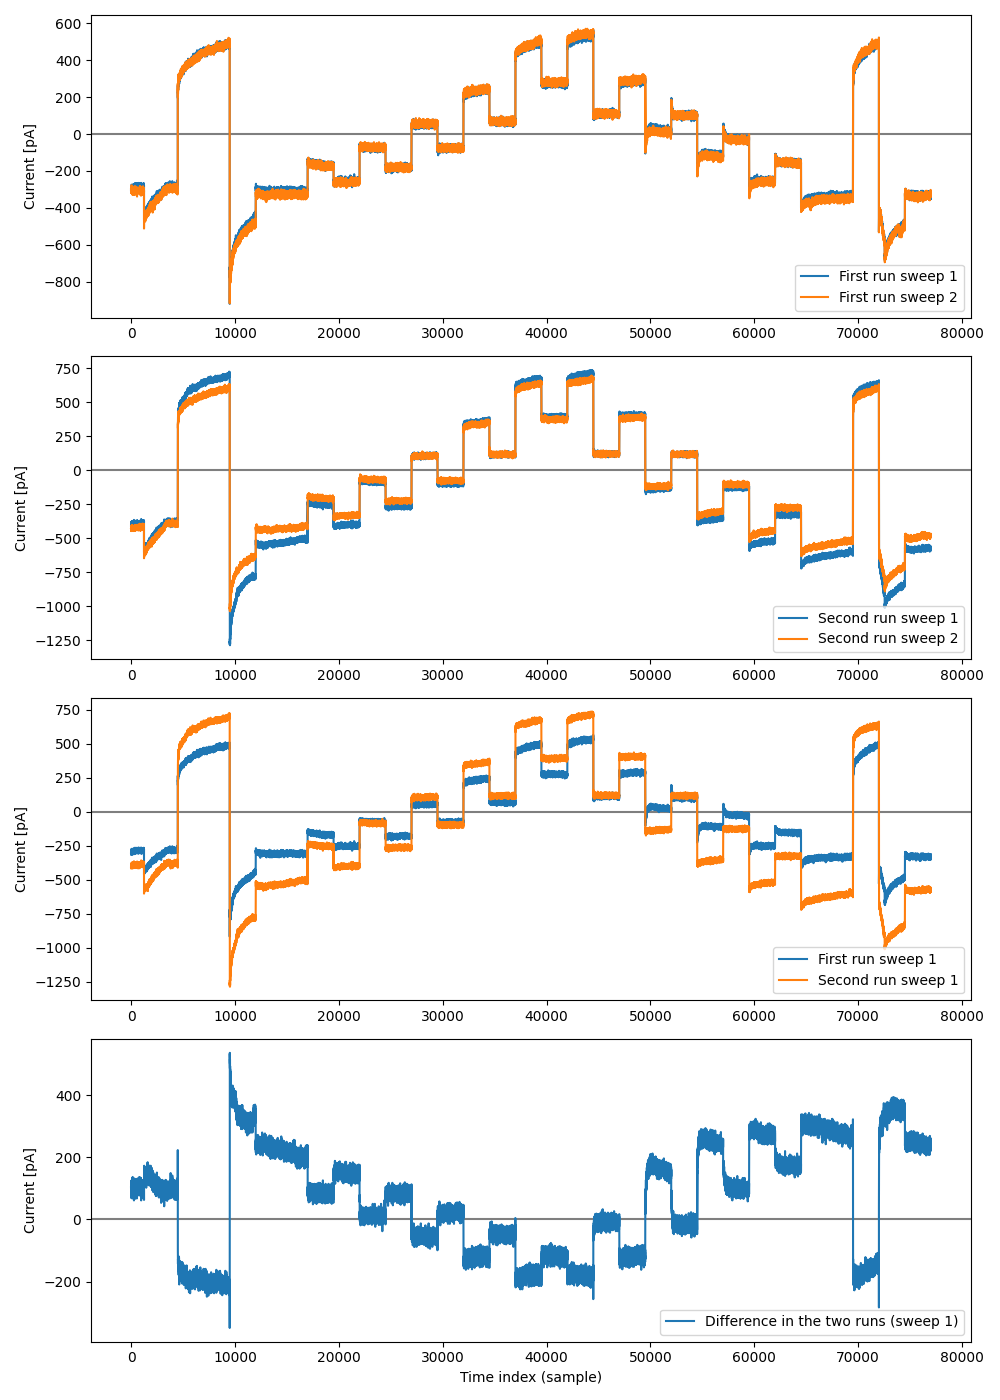 600
400
200
0
−200
−400
−600
−800
Current [pA]
First run sweep 1
First run sweep 2
0 10000 20000 30000 40000 50000 60000 70000 80000
750
500
250
0
−250
−500
−750
−1000
−1250
Current [pA]
Second run sweep 1
Second run sweep 2
0 10000 20000 30000 40000 50000 60000 70000 80000
750
500
250
0
−250
−500
−750
−1000
−1250
Current [pA]
First run sweep 1
Second run sweep 1
0 10000 20000 30000 40000 50000 60000 70000 80000
400
200
0
−200
Current [pA]
Difference in the two runs (sweep 1)
0 10000 20000 30000 40000 50000 60000 70000 80000
Time index (sample)